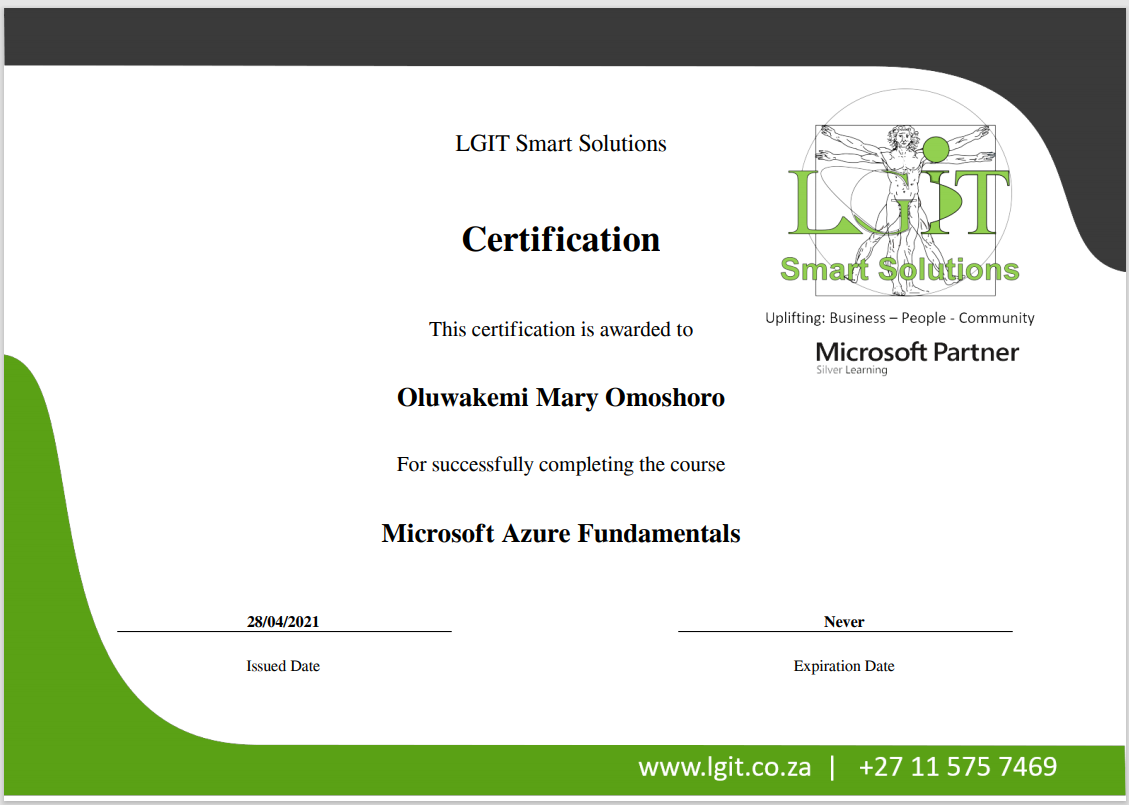 LGIT Smart Solutions
Certification
This certification is awarded to
Oluwakemi Mary Omoshoro
For successfully completing the course
Microsoft Azure Fundamentals
LGiT
Smart Solutions
Uplifting: Business – People - Community
Microsoft Partner
Silver Learning
28/04/2021
Issued Date
Never
Expiration Date
www.lgit.co.za | +27 11 575 7469